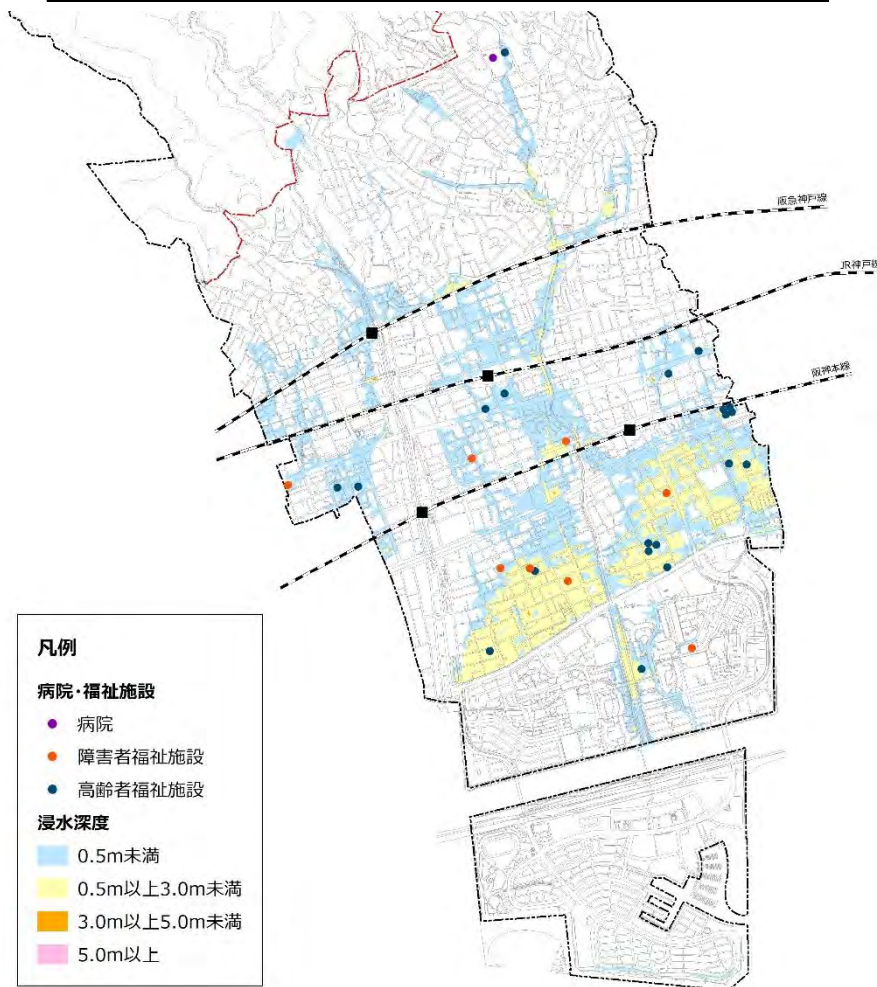 阪急神戸線
JR神戸線
阪神本線
凡例
病院・福祉施設
病院
障害者福祉施設
高齢者福祉施設
浸水深度
0.5m未満
0.5m以上3.0m未満
3.0m以上5.0m未満
5.0m以上